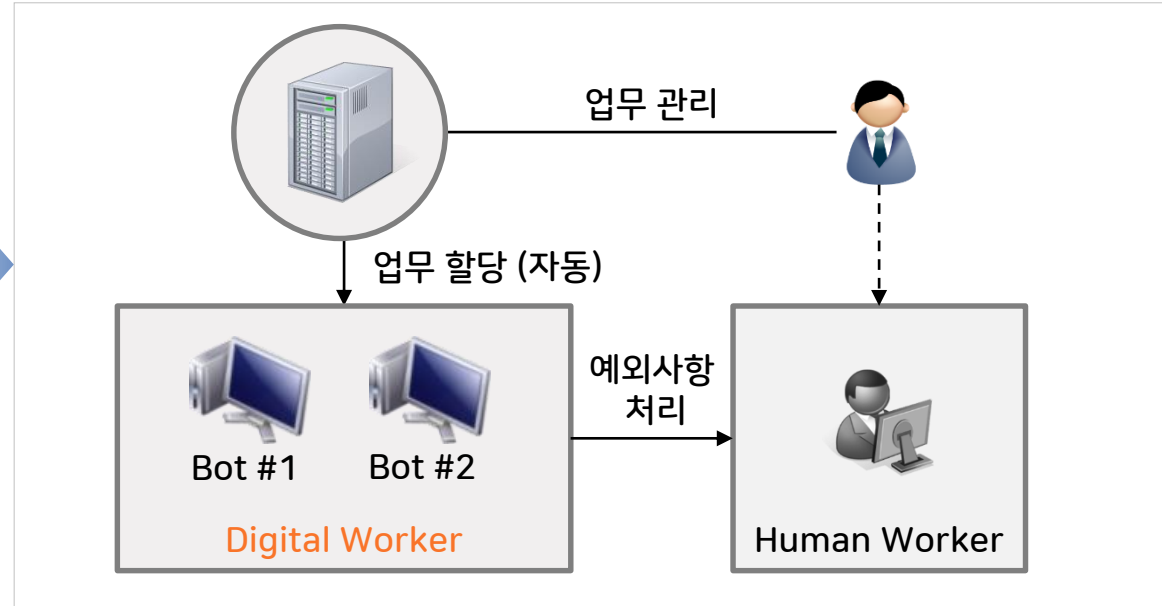 업무 관리
업무 할당 (자동)
예외사항
처리
Bot #1
Bot #2
Digital Worker
Human Worker